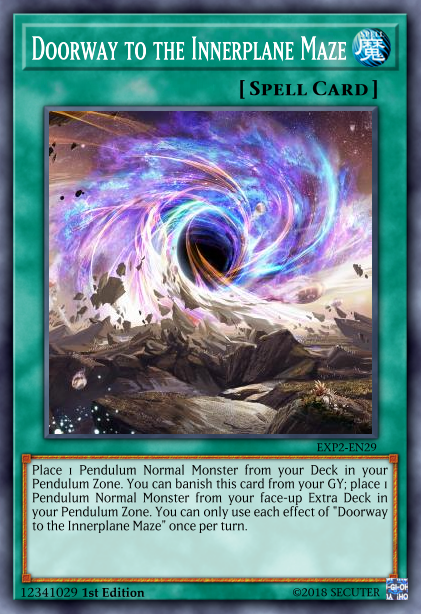 Doorway to the Innerplane Maze 魔
[Spell Card]
EXP2-EN29
Place 1 Pendulum Normal Monster from your Deck in your
Pendulum Zone. You can banish this card from your GY; place 1
Pendulum Normal Monster from your face-up Extra Deck in
your Pendulum Zone. You can only use each effect of "Doorway
to the Innerplane Maze" once per turn.
12341029 1st Edition ©2018 SECUTER